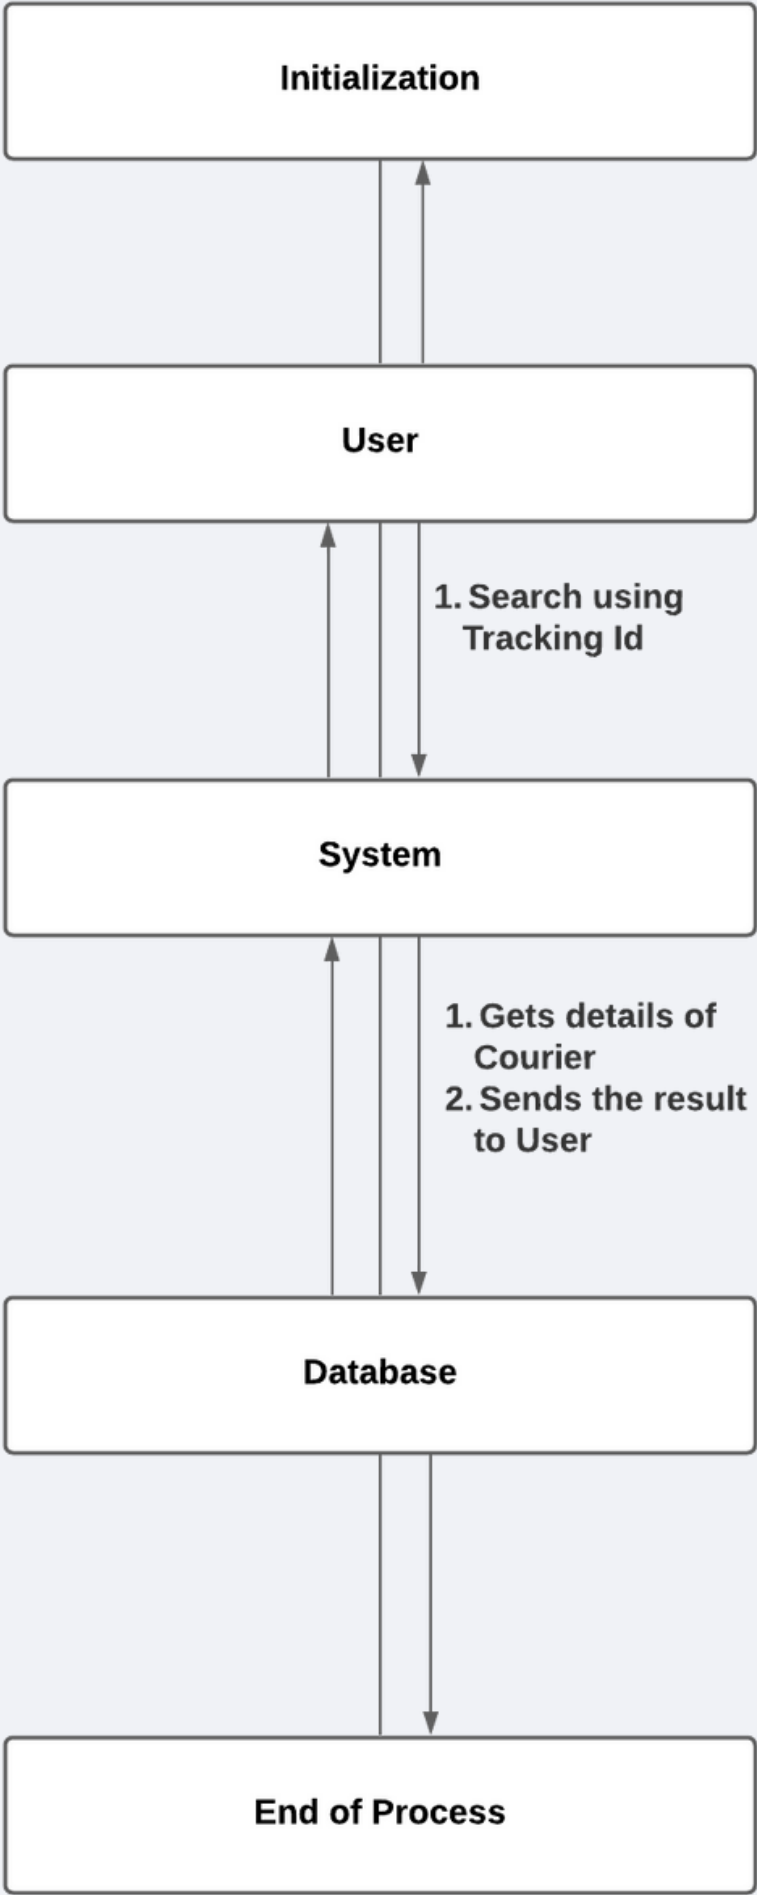 Initialization
User
1. Search using
Tracking Id
System
1. Gets details of
Courier
2. Sends the result
to User
Database
End of Process